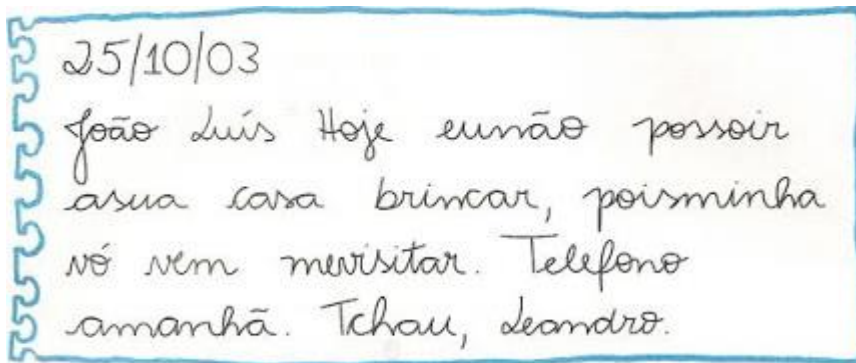 25/10/03
João Luís Hoje eunão possoir
asua casa brincar, poisminha
vó vem mevisitar. Telefono
amanhã. Tchau, Leandro.